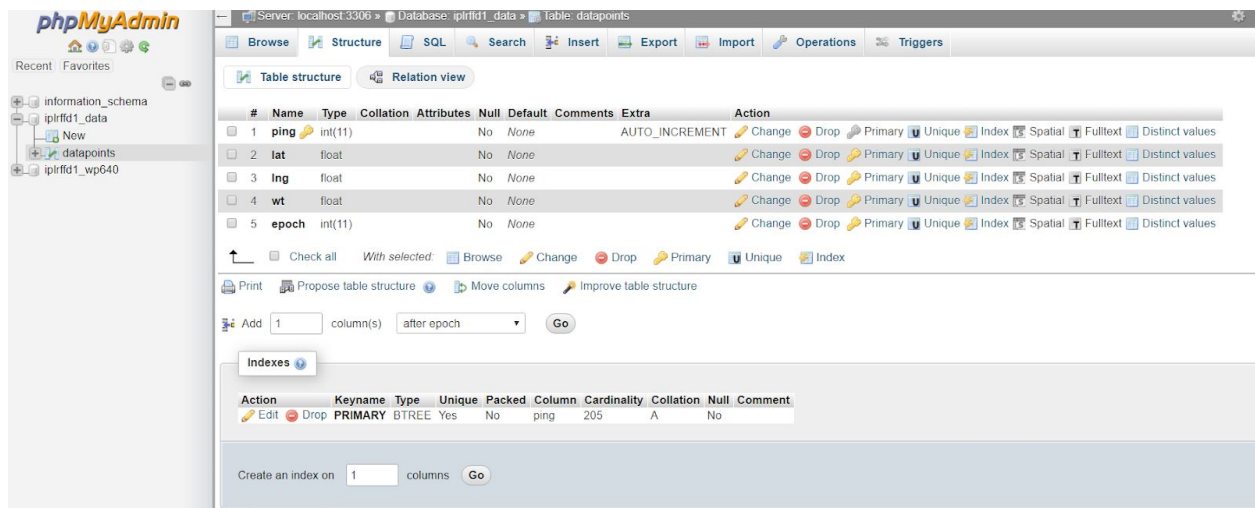 phpMyAdmin
Server: localhost:3306 » Database: iplrffd1_data » Table: datapoints
Browse Structure SQL Search Insert Export Import Operations Triggers
Recent Favorites
Table structure Relation view
information_schema
iplrffd1_data
New
datapoints
iplrffd1_wp640
# Name Type Collation Attributes Null Default Comments Extra Action
1 ping int(11) No None AUTO_INCREMENT Change Drop Primary Unique Index Spatial Fulltext Distinct values
2 lat float No None Change Drop Primary Unique Index Spatial Fulltext Distinct values
3 lng float No None Change Drop Primary Unique Index Spatial Fulltext Distinct values
4 wt float No None Change Drop Primary Unique Index Spatial Fulltext Distinct values
5 epoch int(11) No None Change Drop Primary Unique Index Spatial Fulltext Distinct values
Check all With selected: Browse Change Drop Primary Unique Index
Print Propose table structure Move columns Improve table structure
Add 1 column(s) after epoch Go
Indexes
Action Keyname Type Unique Packed Column Cardinality Collation Null Comment
Edit Drop PRIMARY BTREE Yes No ping 205 A No
Create an index on 1 columns Go